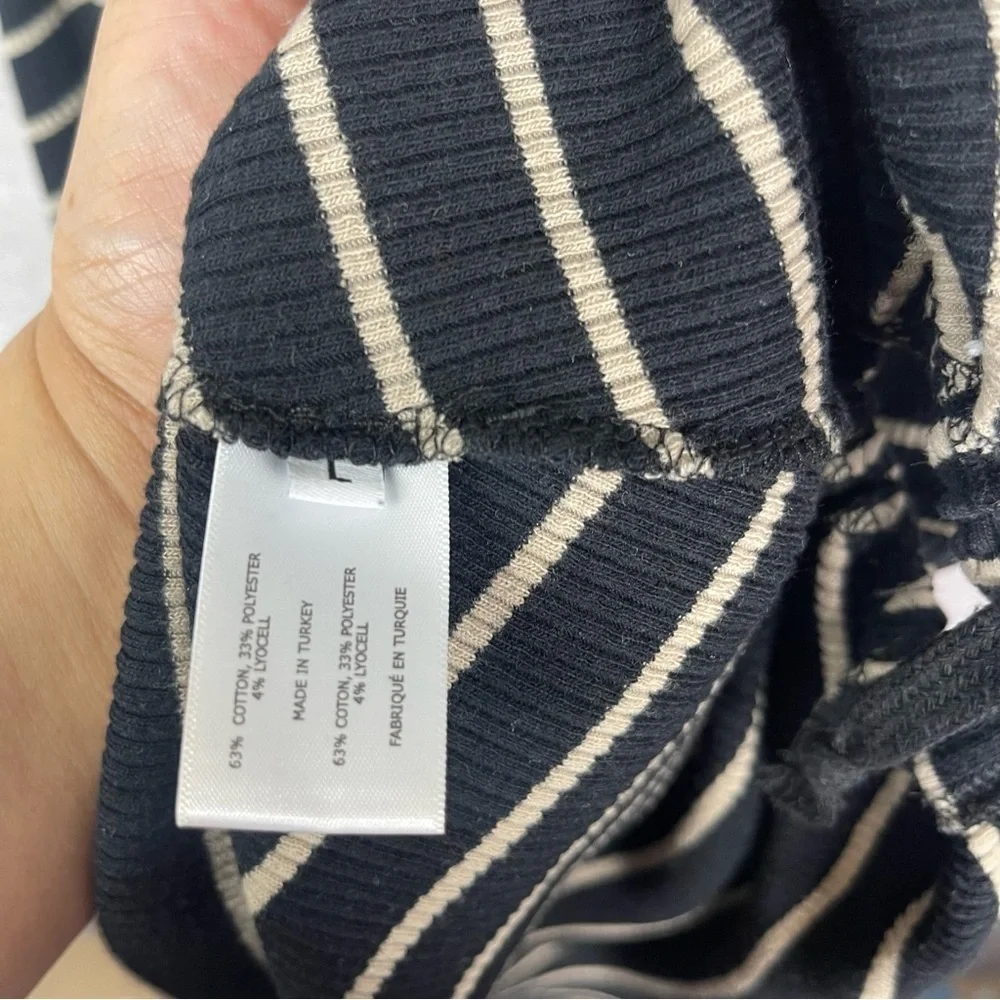 L
63% COTTON, 33% POLYESTER
4% LYOCELL
MADE IN TURKEY
63% COTON, 33% POLYESTER
4% LYOCELL
FABRIQUÉ EN TURQUIE